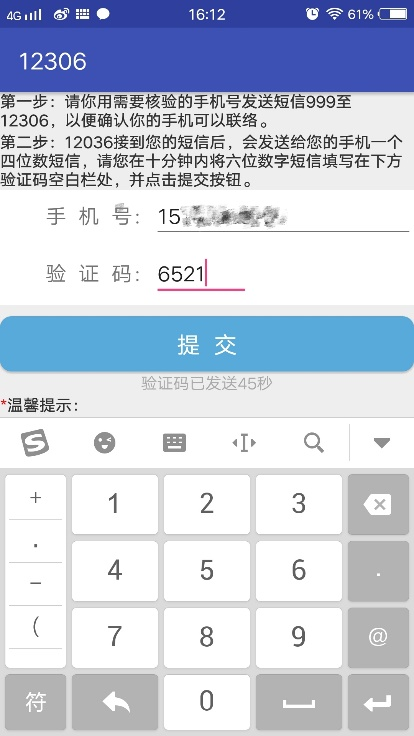 4G 16:12 61%
12306
第一步：请你用需要核验的手机号发送短信999至
12306，以便确认你的手机可以联络。
第二步：12036接到您的短信后，会发送给您的手机一个
四位数短信，请您在十分钟内将六位数字短信填写在下方
验证码空白栏处，并点击提交按钮。
手 机 号： 15
验 证 码： 6521
提 交
验证码已发送45秒
*温馨提示：
S
+ 1 2 3
. 4 5 6 .
- 7 8 9 @
(
符 0